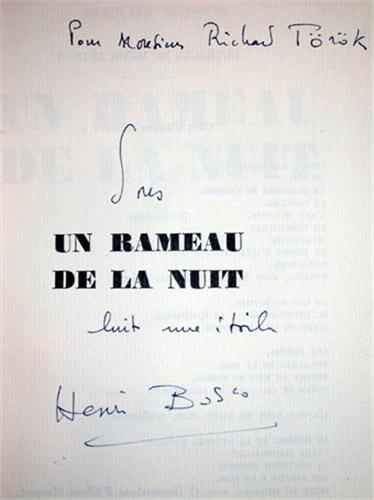 Pour Monsieur Richard Török
Sous
UN RAMEAU
DE LA NUIT
luit une étoile
Henri Bosco